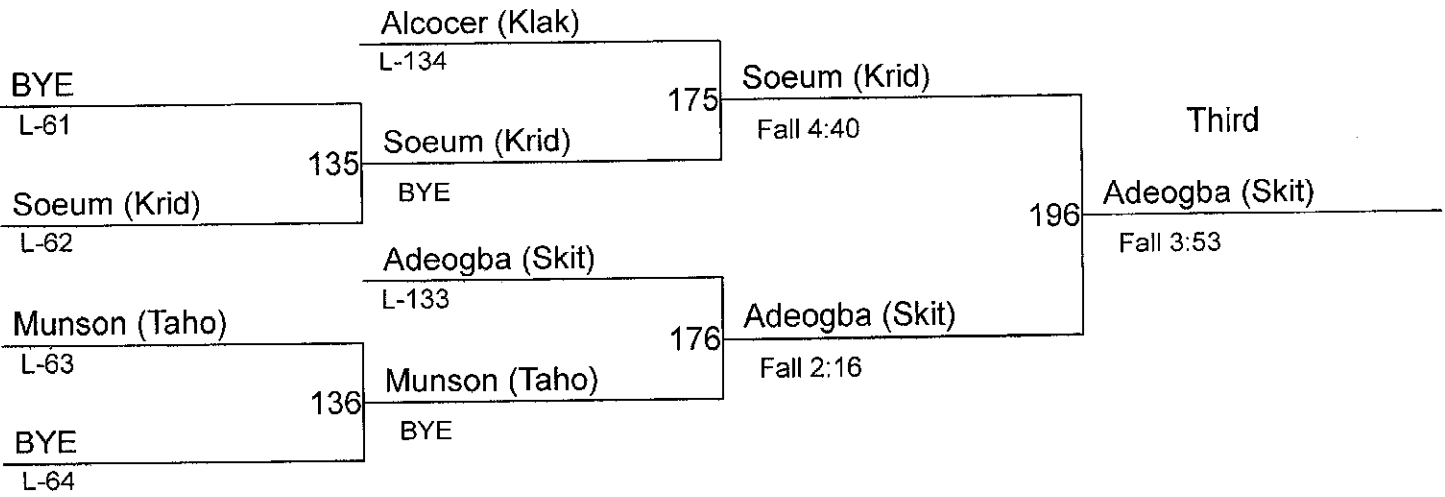 Alcocer (Klak)
L-134
BYE
L-61
175
Soeum (Krid)
Fall 4:40
Third
135
Soeum (Krid)
BYE
Soeum (Krid)
L-62
196
Adeogba (Skit)
Fall 3:53
Adeogba (Skit)
L-133
Munson (Taho)
L-63
176
Adeogba (Skit)
Fall 2:16
136
Munson (Taho)
BYE
BYE
L-64